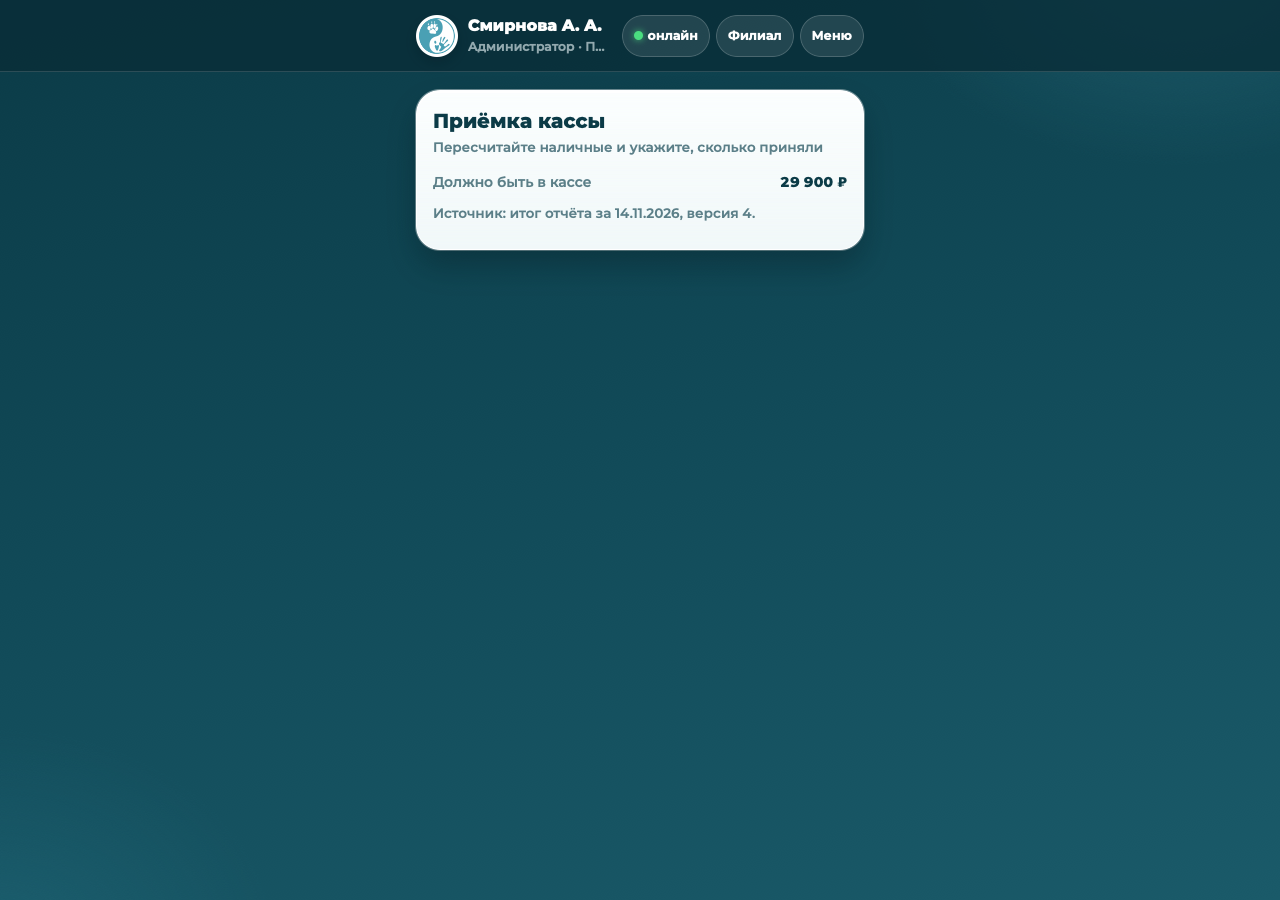 Смирнова А. А.
Администратор · П...
онлайн
Филиал
Меню
Приёмка кассы
Пересчитайте наличные и укажите, сколько приняли
Должно быть в кассе 29 900 ₽
Источник: итог отчёта за 14.11.2026, версия 4.